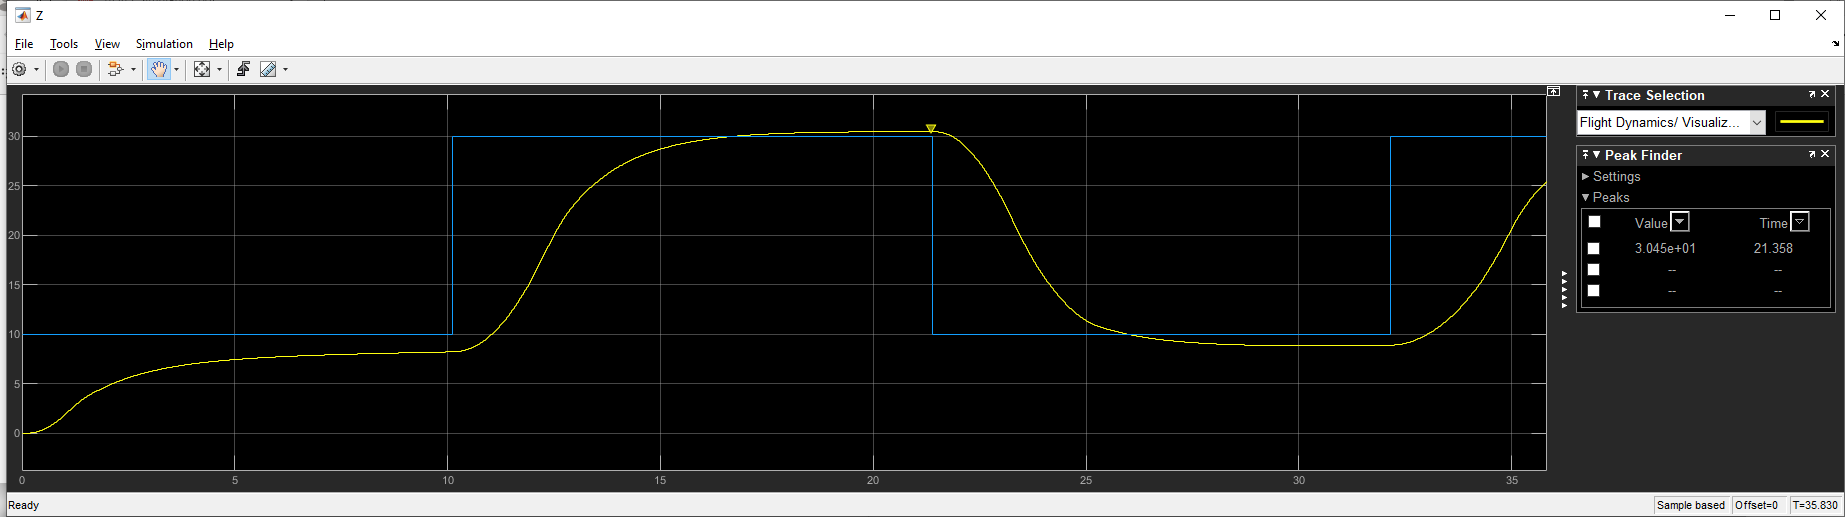 Z
File Tools View Simulation Help
Trace Selection
Flight Dynamics/ Visualiz...
Peak Finder
Settings
Peaks
Value Time
3.045e+01 21.358
-- --
-- --
30
25
20
15
10
5
0
0 5 10 15 20 25 30 35
Ready
Sample based Offset=0 T=35.830